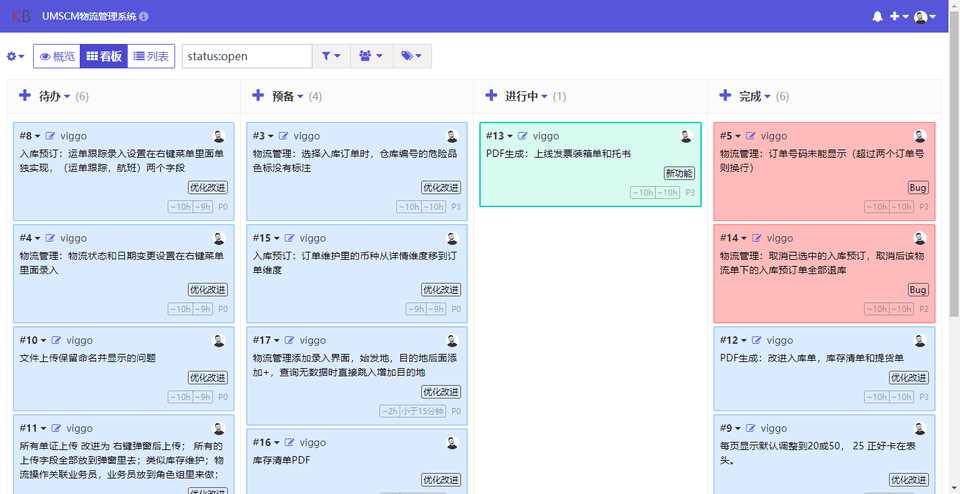 KB UMSCM物流管理系统
概览 看板 列表 status:open
待办 (6)
#8 viggo
入库预订：运单跟踪录入设置在右键菜单里面单
独实现，（运单跟踪，航班）两个字段
优化改进
~10h ~9h P0
#4 viggo
物流管理：物流状态和日期变更设置在右键菜单
里面录入
优化改进
~10h ~9h P0
#10 viggo
文件上传保留命名并显示的问题
优化改进
~10h ~9h P0
#11 viggo
所有单证上传 改进为 右键弹窗后上传； 所有的
上传字段全部放到弹窗里去；类似库存维护；物
流操作关联业务员，业务员放到角色组里来做；
优化改进
预备 (4)
#3 viggo
物流管理：选择入库订单时，仓库编号的危险品
色标没有标注
优化改进
~10h ~10h P3
#15 viggo
入库预订：订单维护里的币种从详情维度移到订
单维度
优化改进
~9h ~9h P0
#17 viggo
物流管理添加录入界面，始发地，目的地后面添
加+，查询无数据时直接跳入增加目的地
优化改进
~2h 小于15分钟 P0
#16 viggo
库存清单PDF
优化改进
进行中 (1)
#13 viggo
PDF生成：上线发票装箱单和托书
新功能
~10h ~10h P3
完成 (6)
#5 viggo
物流管理：订单号码未能显示（超过两个订单号
则换行）
Bug
~10h ~10h P3
#14 viggo
物流管理：取消已选中的入库预订，取消后该物
流单下的入库预订单全部退库
Bug
~10h ~10h P2
#12 viggo
PDF生成：改进入库单，库存清单和提货单
优化改进
~10h ~10h P3
#9 viggo
每页显示默认调整到20或50， 25 正好卡在表
头。
优化改进